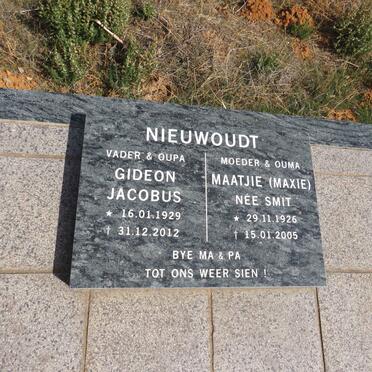 NIEUWOUDT
VADER & OUPA
GIDEON
JACOBUS
* 16.01.1929
† 31.12.2012
MOEDER & OUMA
MAATJIE (MAXIE)
NÉE SMIT
* 29.11.1926
† 15.01.2005
BYE MA & PA
TOT ONS WEER SIEN !